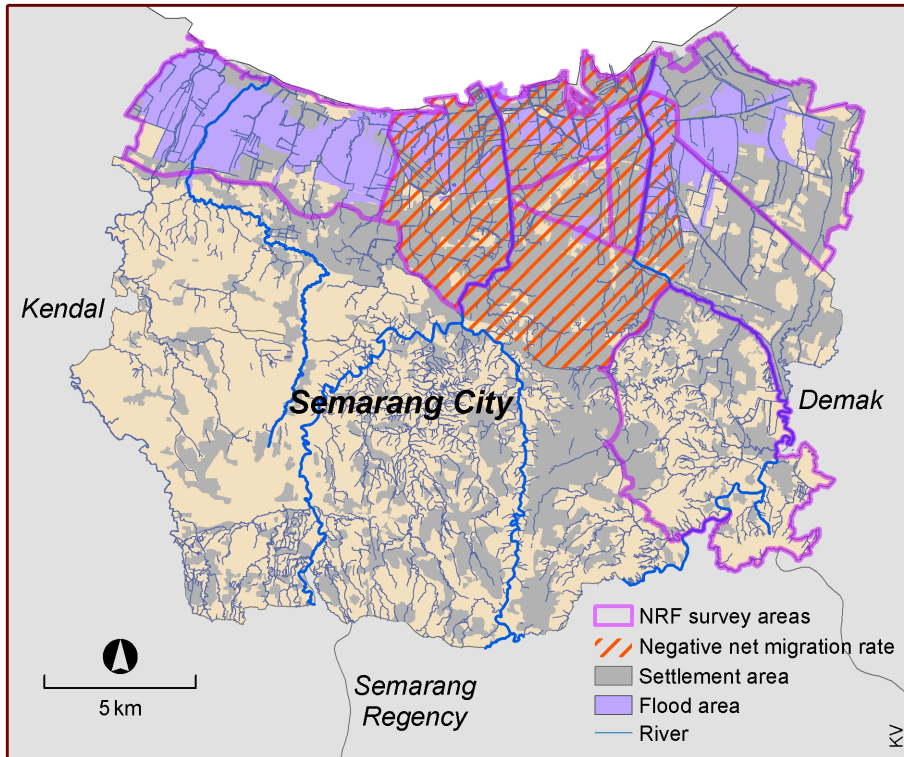 Kendal
Semarang City
Demak
NRF survey areas
Negative net migration rate
Settlement area
Flood area
River
5 km
Semarang
Regency
KV